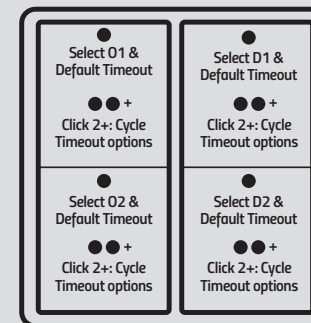 Select O1 &
Default Timeout
●● +
Click 2+: Cycle
Timeout options
Select D1 &
Default Timeout
●● +
Click 2+: Cycle
Timeout options
Select O2 &
Default Timeout
●● +
Click 2+: Cycle
Timeout options
Select D2 &
Default Timeout
●● +
Click 2+: Cycle
Timeout options